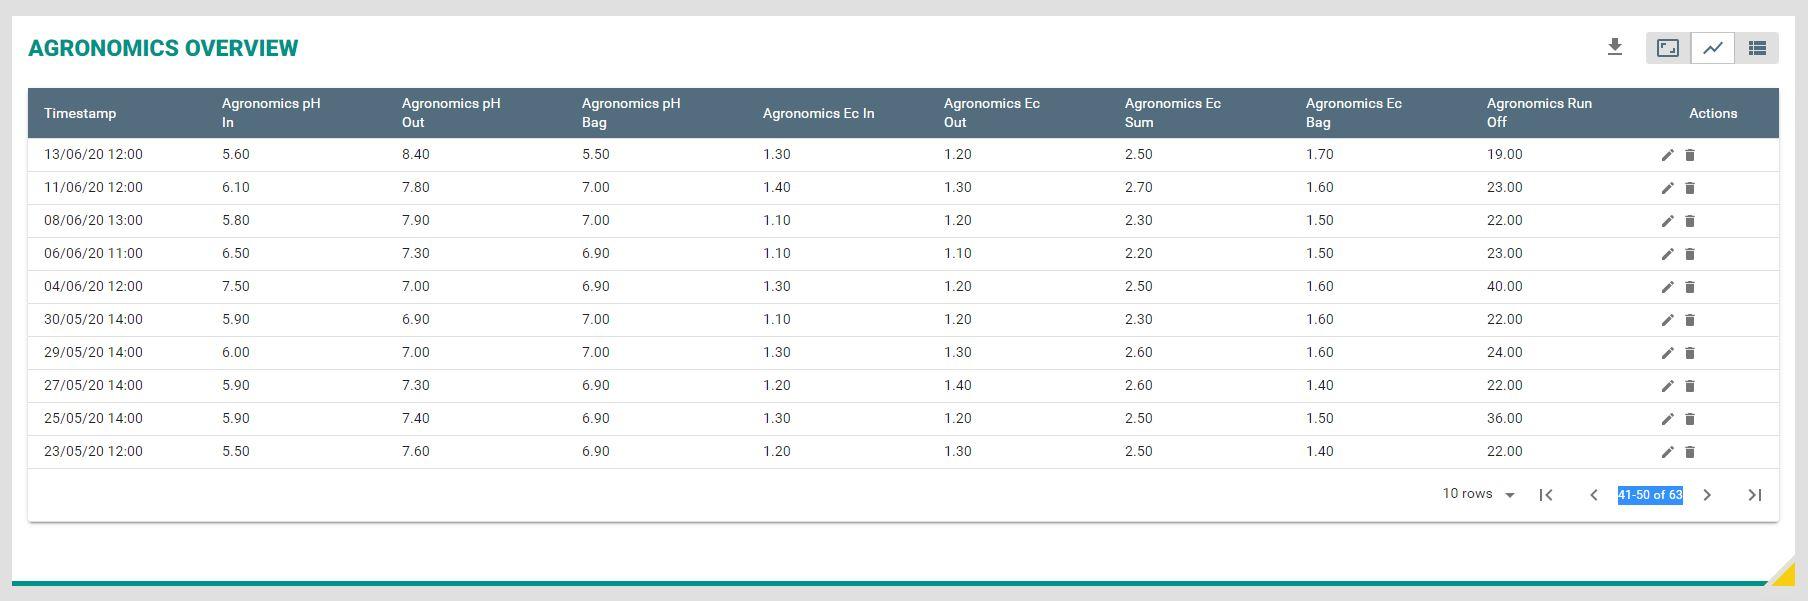 AGRONOMICS OVERVIEW
Timestamp Agronomics pH In Agronomics pH Out Agronomics pH Bag Agronomics Ec In Agronomics Ec Out Agronomics Ec Sum Agronomics Ec Bag Agronomics Run Off Actions
13/06/20 12:00 5.60 8.40 5.50 1.30 1.20 2.50 1.70 19.00
11/06/20 12:00 6.10 7.80 7.00 1.40 1.30 2.70 1.60 23.00
08/06/20 13:00 5.80 7.90 7.00 1.10 1.20 2.30 1.50 22.00
06/06/20 11:00 6.50 7.30 6.90 1.10 1.10 2.20 1.50 23.00
04/06/20 12:00 7.50 7.00 6.90 1.30 1.20 2.50 1.60 40.00
30/05/20 14:00 5.90 6.90 7.00 1.10 1.20 2.30 1.60 22.00
29/05/20 14:00 6.00 7.00 7.00 1.30 1.30 2.60 1.60 24.00
27/05/20 14:00 5.90 7.30 6.90 1.20 1.40 2.60 1.40 22.00
25/05/20 14:00 5.90 7.40 6.90 1.30 1.20 2.50 1.50 36.00
23/05/20 12:00 5.50 7.60 6.90 1.20 1.30 2.50 1.40 22.00
10 rows 41-50 of 63